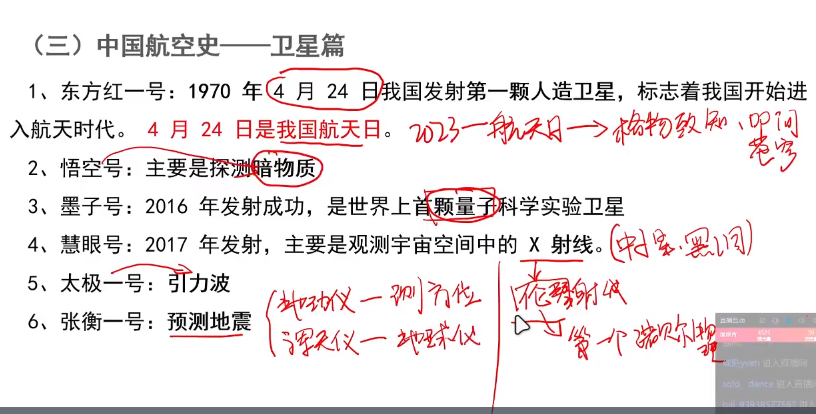 （三）中国航空史——卫星篇
1、东方红一号：1970 年 4 月 24 日我国发射第一颗人造卫星，标志着我国开始进
入航天时代。 4 月 24 日是我国航天日。 2023—航天日→格物致知、叩问
苍穹
2、悟空号：主要是探测暗物质
3、墨子号：2016 年发射成功，是世界上首颗量子科学实验卫星
4、慧眼号：2017 年发射，主要是观测宇宙空间中的 X 射线。(中子星、黑洞)
5、太极一号：引力波
地动仪—测方位
伦琴射线
6、张衡一号：预测地震
浑天仪—地球仪
第一个诺贝尔物理
进入直播间
solo_dance 进入直播间